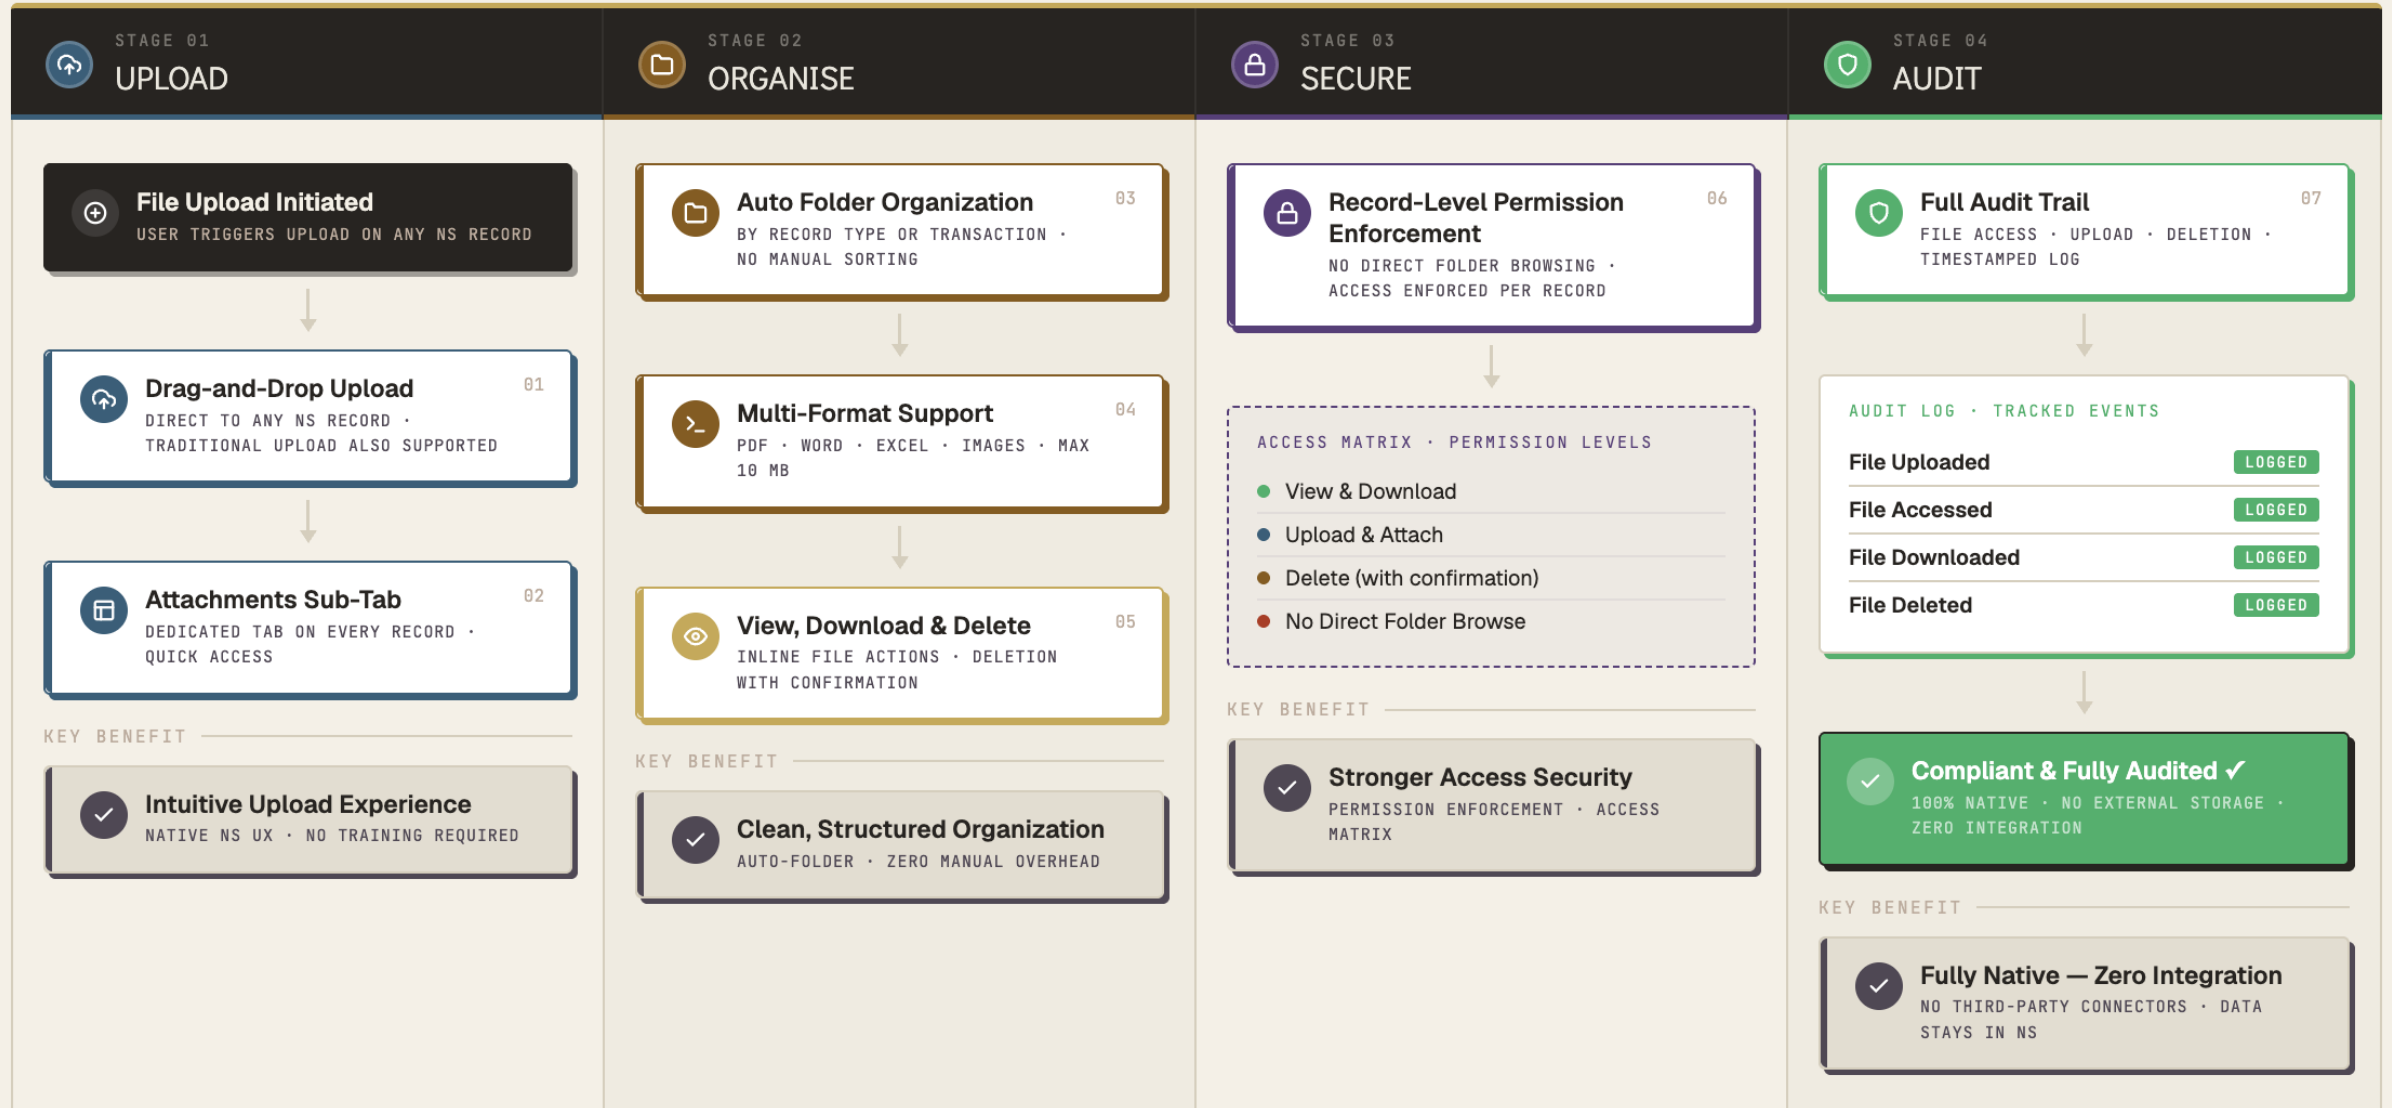 STAGE 01
UPLOAD
File Upload Initiated
USER TRIGGERS UPLOAD ON ANY NS RECORD
Drag-and-Drop Upload
01
DIRECT TO ANY NS RECORD ·
TRADITIONAL UPLOAD ALSO SUPPORTED
Attachments Sub-Tab
02
DEDICATED TAB ON EVERY RECORD ·
QUICK ACCESS
KEY BENEFIT
Intuitive Upload Experience
NATIVE NS UX · NO TRAINING REQUIRED
STAGE 02
ORGANISE
Auto Folder Organization
03
BY RECORD TYPE OR TRANSACTION ·
NO MANUAL SORTING
Multi-Format Support
04
PDF · WORD · EXCEL · IMAGES · MAX
10 MB
View, Download & Delete
05
INLINE FILE ACTIONS · DELETION
WITH CONFIRMATION
KEY BENEFIT
Clean, Structured Organization
AUTO-FOLDER · ZERO MANUAL OVERHEAD
STAGE 03
SECURE
Record-Level Permission
Enforcement
06
NO DIRECT FOLDER BROWSING ·
ACCESS ENFORCED PER RECORD
ACCESS MATRIX · PERMISSION LEVELS
View & Download
Upload & Attach
Delete (with confirmation)
No Direct Folder Browse
KEY BENEFIT
Stronger Access Security
PERMISSION ENFORCEMENT · ACCESS
MATRIX
STAGE 04
AUDIT
Full Audit Trail
07
FILE ACCESS · UPLOAD · DELETION ·
TIMESTAMPED LOG
AUDIT LOG · TRACKED EVENTS
File Uploaded LOGGED
File Accessed LOGGED
File Downloaded LOGGED
File Deleted LOGGED
Compliant & Fully Audited ✓
100% NATIVE · NO EXTERNAL STORAGE ·
ZERO INTEGRATION
KEY BENEFIT
Fully Native — Zero Integration
NO THIRD-PARTY CONNECTORS · DATA
STAYS IN NS